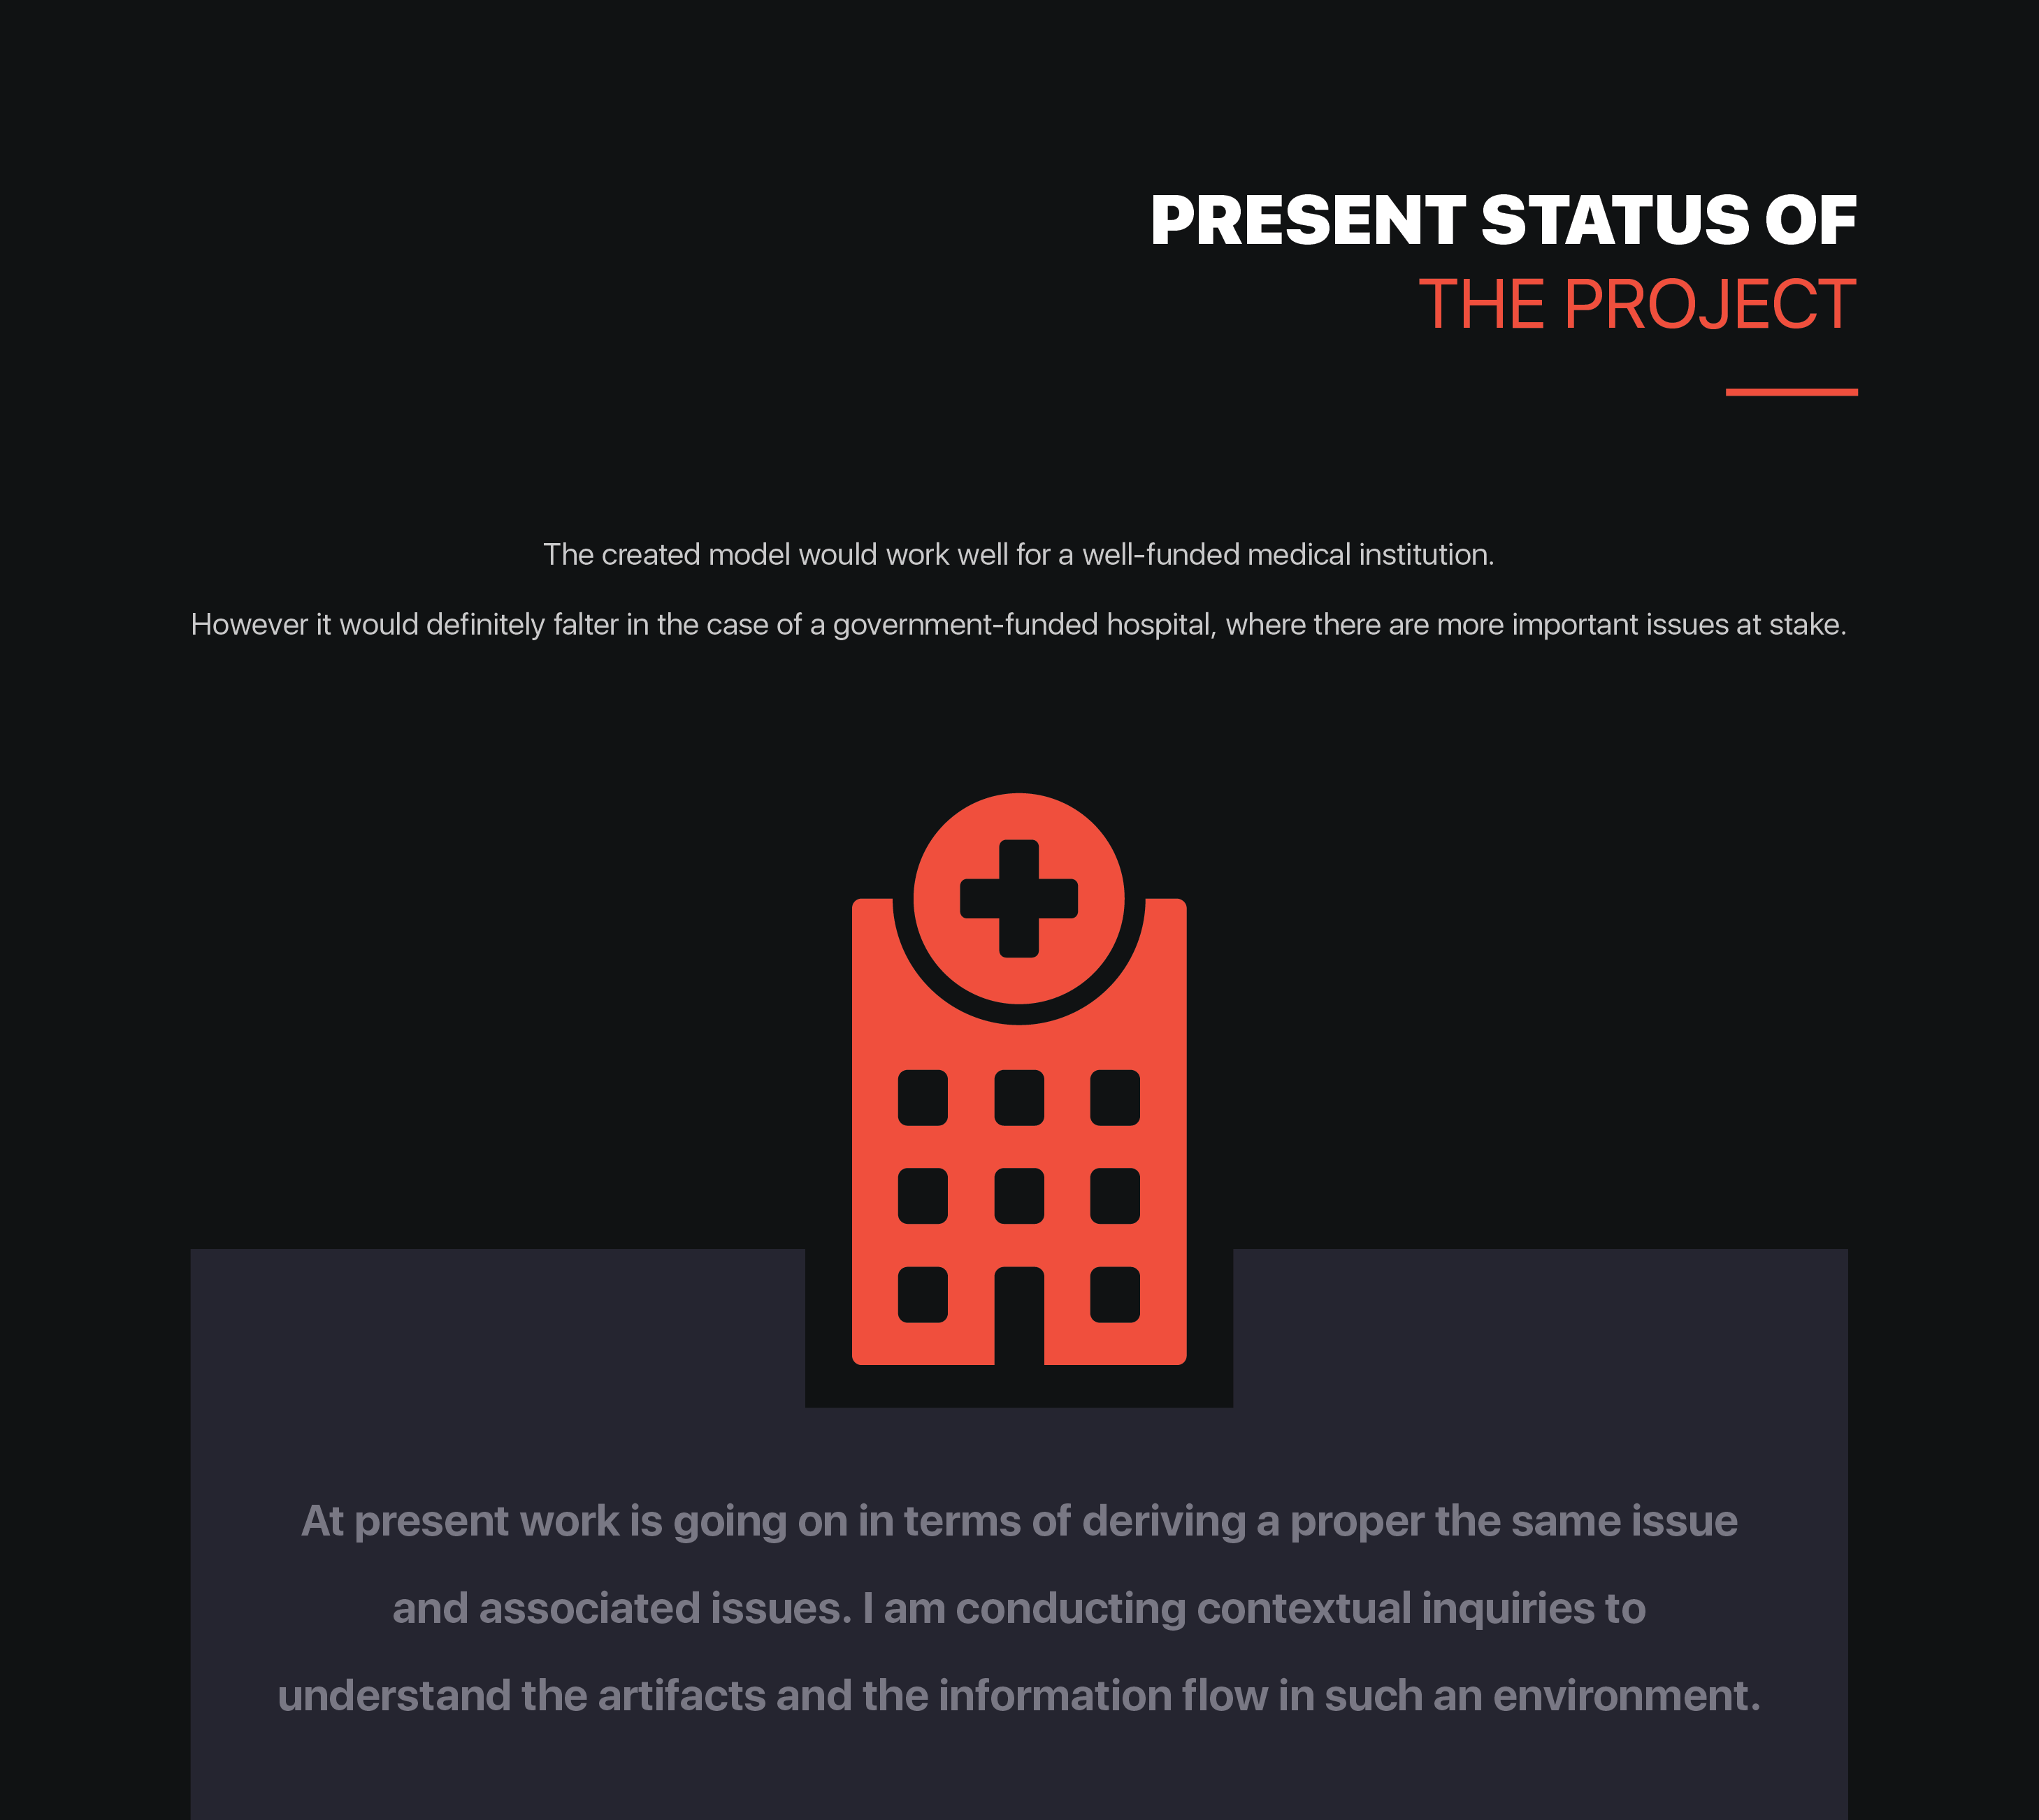 PRESENT STATUS OF
THE PROJECT
The created model would work well for a well-funded medical institution.
However it would definitely falter in the case of a government-funded hospital, where there are more important issues at stake.
At present work is going on in terms of deriving a proper the same issue
and associated issues. I am conducting contextual inquiries to
understand the artifacts and the information flow in such an environment.